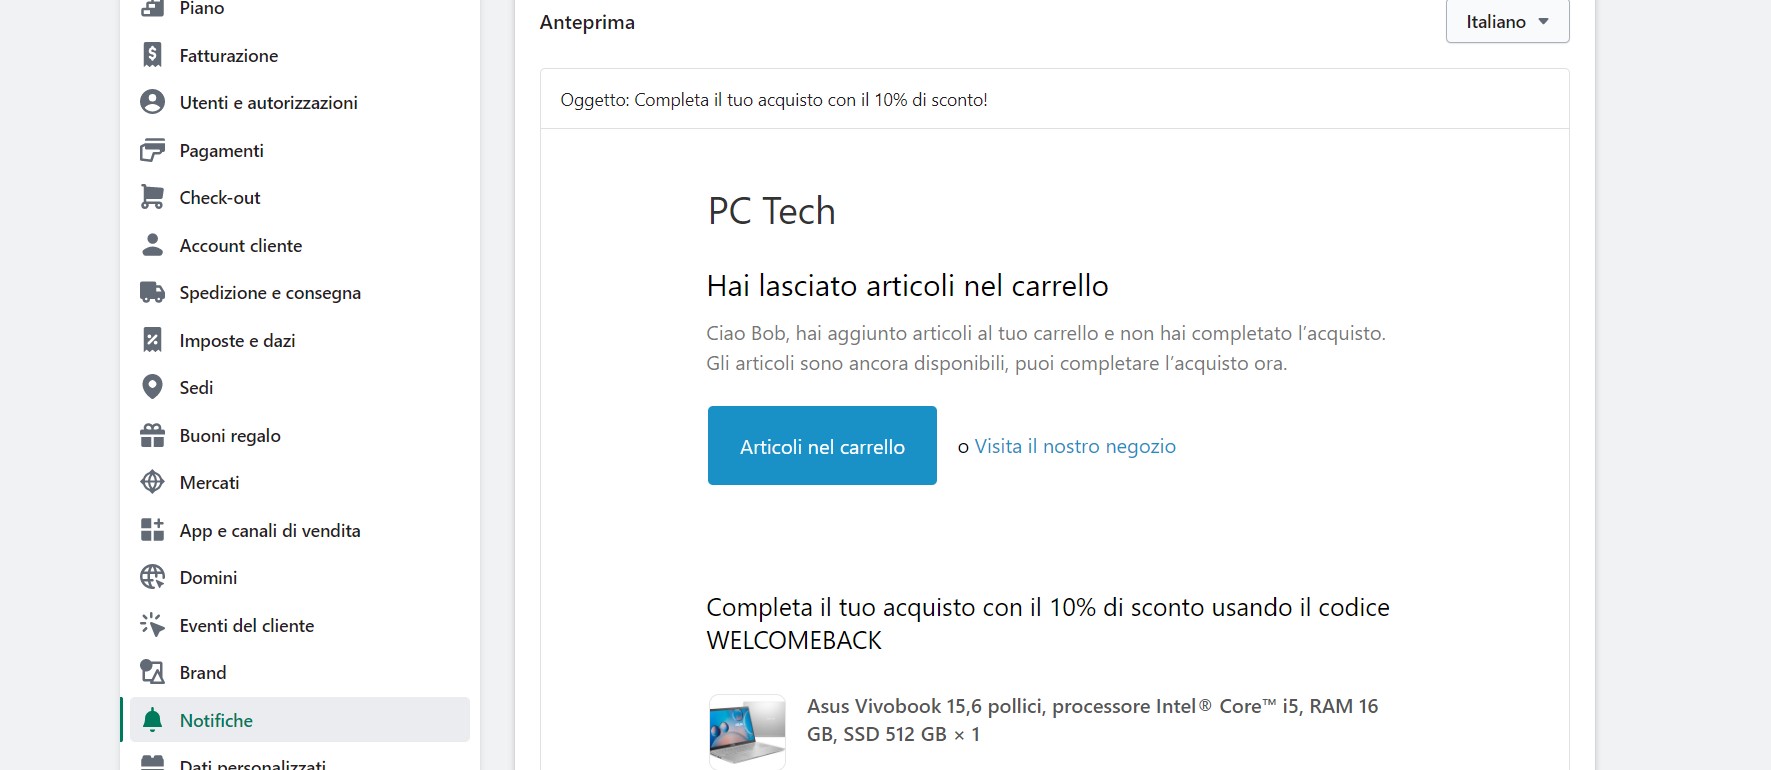 Piano
Fatturazione
Utenti e autorizzazioni
Pagamenti
Check-out
Account cliente
Spedizione e consegna
Imposte e dazi
Sedi
Buoni regalo
Mercati
App e canali di vendita
Domini
Eventi del cliente
Brand
Notifiche
Dati personalizzati
Anteprima
Italiano
Oggetto: Completa il tuo acquisto con il 10% di sconto!
PC Tech
Hai lasciato articoli nel carrello
Ciao Bob, hai aggiunto articoli al tuo carrello e non hai completato l’acquisto.
Gli articoli sono ancora disponibili, puoi completare l’acquisto ora.
Articoli nel carrello
o Visita il nostro negozio
Completa il tuo acquisto con il 10% di sconto usando il codice
WELCOMEBACK
Asus Vivobook 15,6 pollici, processore Intel® Core™ i5, RAM 16
GB, SSD 512 GB × 1